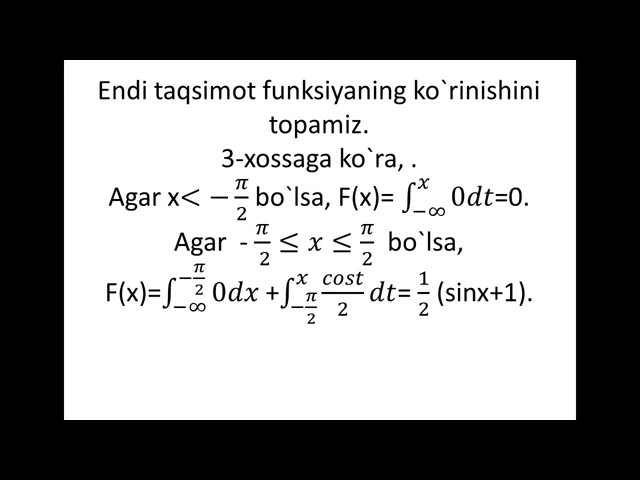 Endi taqsimot funksiyaning ko`rinishini
topamiz.
3-xossaga ko`ra, .
Agar x< −π/2 bo`lsa, F(x)= ∫_{−∞}^{x} 0dt=0.
Agar -π/2 ≤ x ≤ π/2 bo`lsa,
F(x)=∫_{−∞}^{−π/2} 0dx +∫_{−π/2}^{x} cost/2 dt= 1/2 (sinx+1).